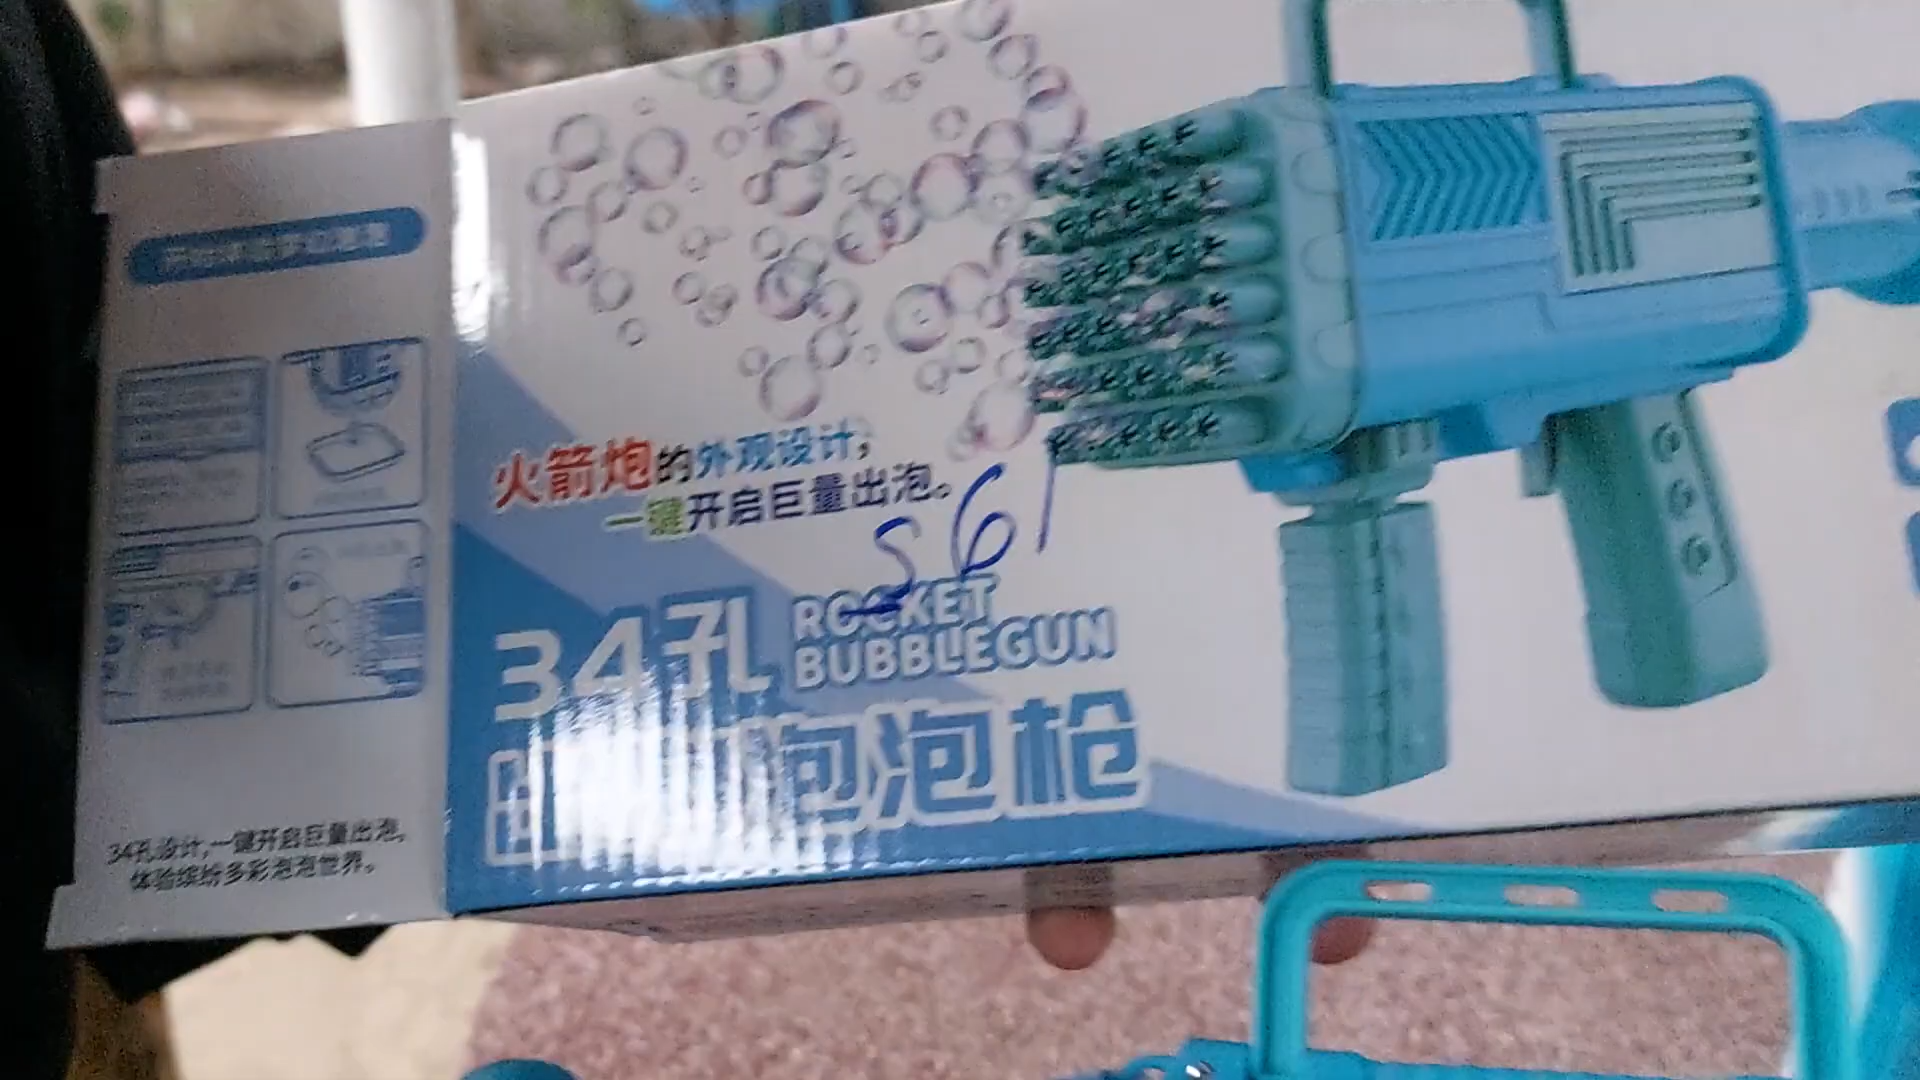 火箭炮的外观设计，
一键开启巨量出泡。
S61
34孔
ROCKET
BUBBLEGUN
泡泡枪
34孔设计,一键开启巨量出泡,
体验缤纷多彩泡泡世界。